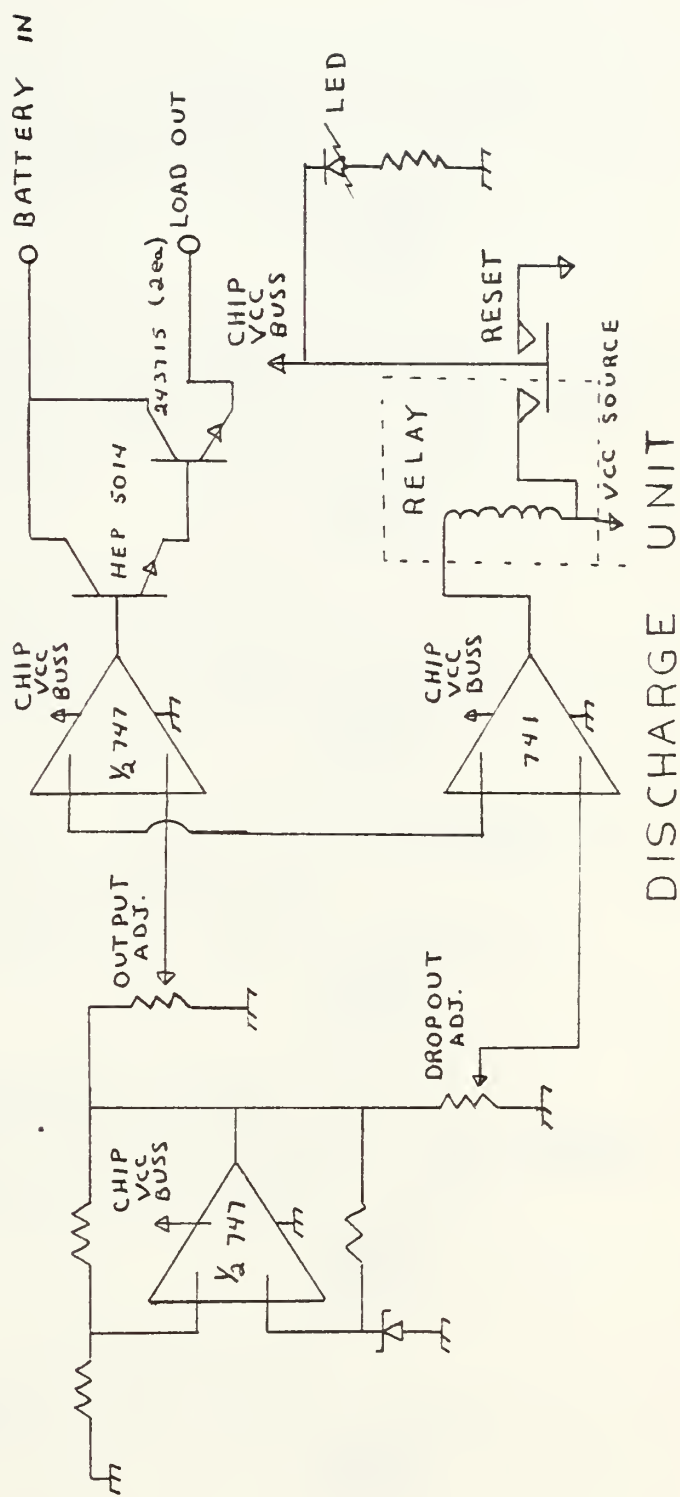 BATTERY IN
LOAD OUT
HEP 5014
243715 (2ea)
CHIP
VCC
BUSS
½ 747
OUTPUT
ADJ.
CHIP
VCC
BUSS
½ 747
DROPOUT
ADJ.
CHIP
VCC
BUSS
741
RELAY
CHIP
VCC
BUSS
LED
RESET
VCC SOURCE
DISCHARGE UNIT